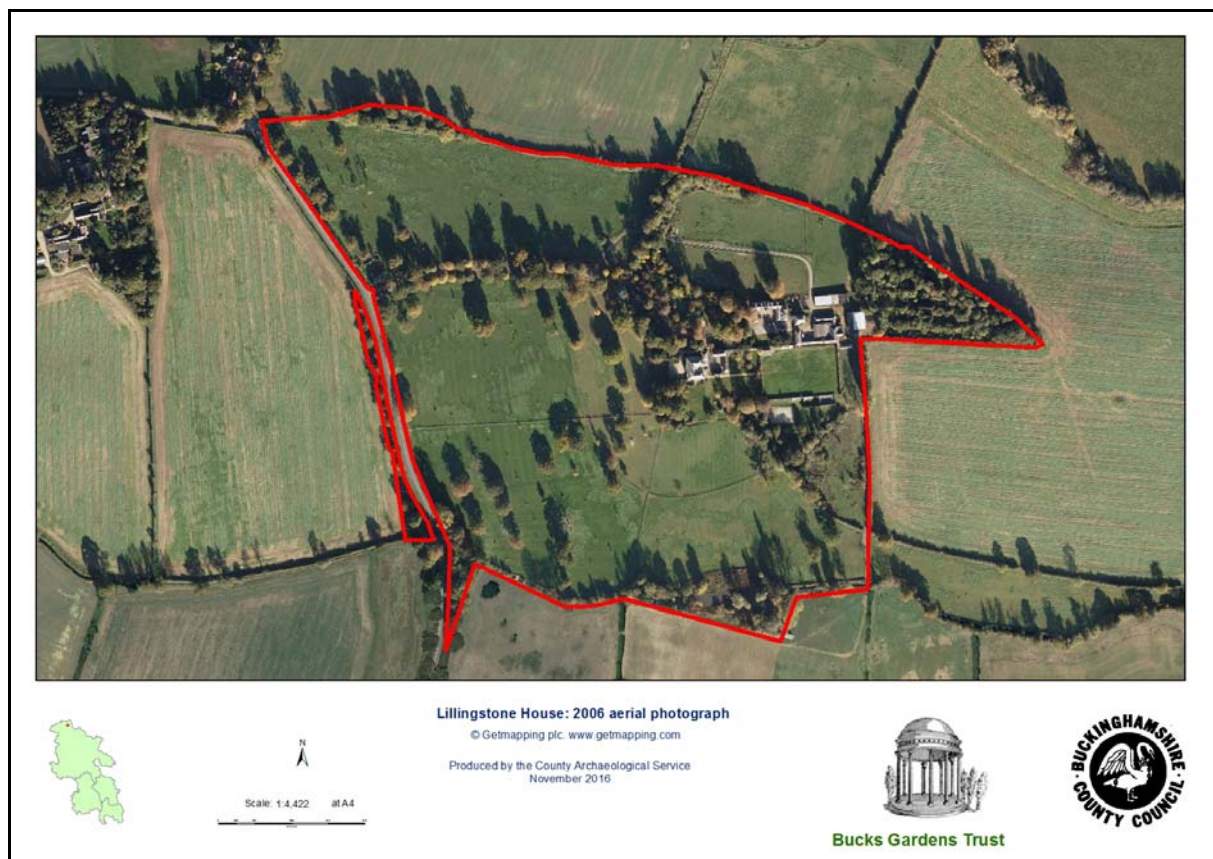 Lillingstone House: 2006 aerial photograph
© Getmapping plc. www.getmapping.com
Produced by the County Archaeological Service
November 2016
N
Scale: 1:4,422 at A4
Bucks Gardens Trust
BUCKINGHAMSHIRE
COUNTY COUNCIL